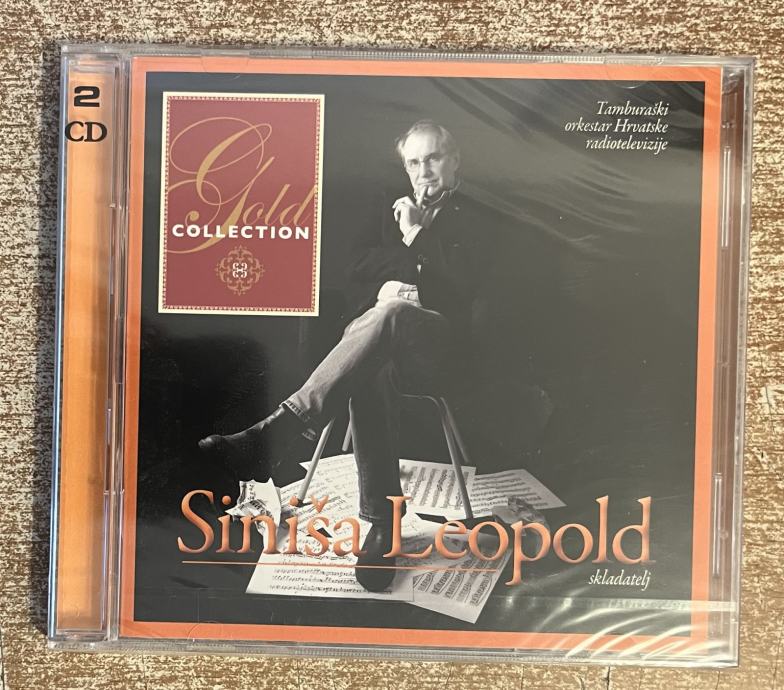 2
CD
Gold
COLLECTION
Tamburaški
orkestar Hrvatske
radiotelevizije
Siniša Leopold
skladatelj